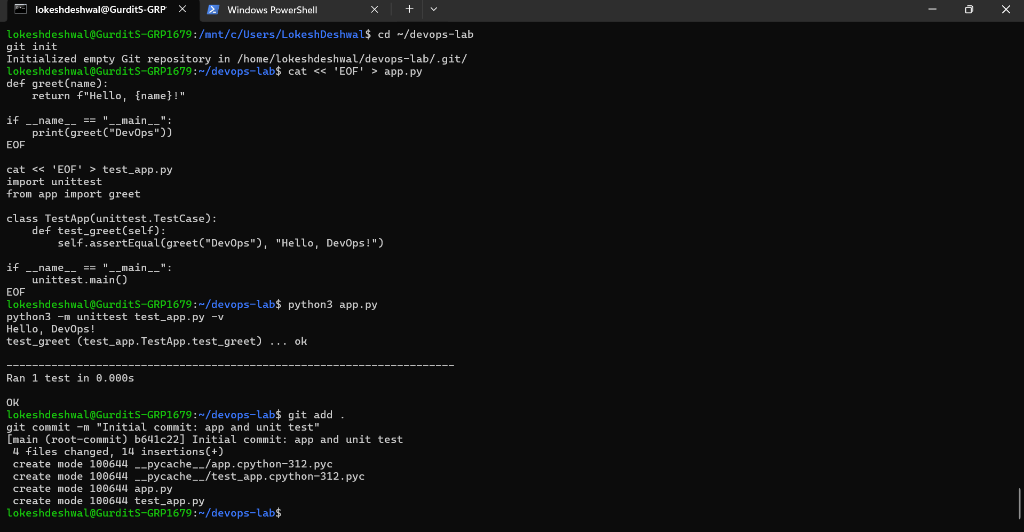 lokeshdeshwal@GurditS-GRP
Windows PowerShell
lokeshdeshwal@GurditS-GRP1679:/mnt/c/Users/LokeshDeshwal$ cd ~/devops-lab
git init
Initialized empty Git repository in /home/lokeshdeshwal/devops-lab/.git/
lokeshdeshwal@GurditS-GRP1679:~/devops-lab$ cat << 'EOF' > app.py
def greet(name):
    return f"Hello, {name}!"

if __name__ == "__main__":
    print(greet("DevOps"))
EOF

cat << 'EOF' > test_app.py
import unittest
from app import greet

class TestApp(unittest.TestCase):
    def test_greet(self):
        self.assertEqual(greet("DevOps"), "Hello, DevOps!")

if __name__ == "__main__":
    unittest.main()
EOF
lokeshdeshwal@GurditS-GRP1679:~/devops-lab$ python3 app.py
python3 -m unittest test_app.py -v
Hello, DevOps!
test_greet (test_app.TestApp.test_greet) ... ok

----------------------------------------------------------------------
Ran 1 test in 0.000s

OK
lokeshdeshwal@GurditS-GRP1679:~/devops-lab$ git add .
git commit -m "Initial commit: app and unit test"
[main (root-commit) b641c22] Initial commit: app and unit test
 4 files changed, 14 insertions(+)
 create mode 100644 __pycache__/app.cpython-312.pyc
 create mode 100644 __pycache__/test_app.cpython-312.pyc
 create mode 100644 app.py
 create mode 100644 test_app.py
lokeshdeshwal@GurditS-GRP1679:~/devops-lab$